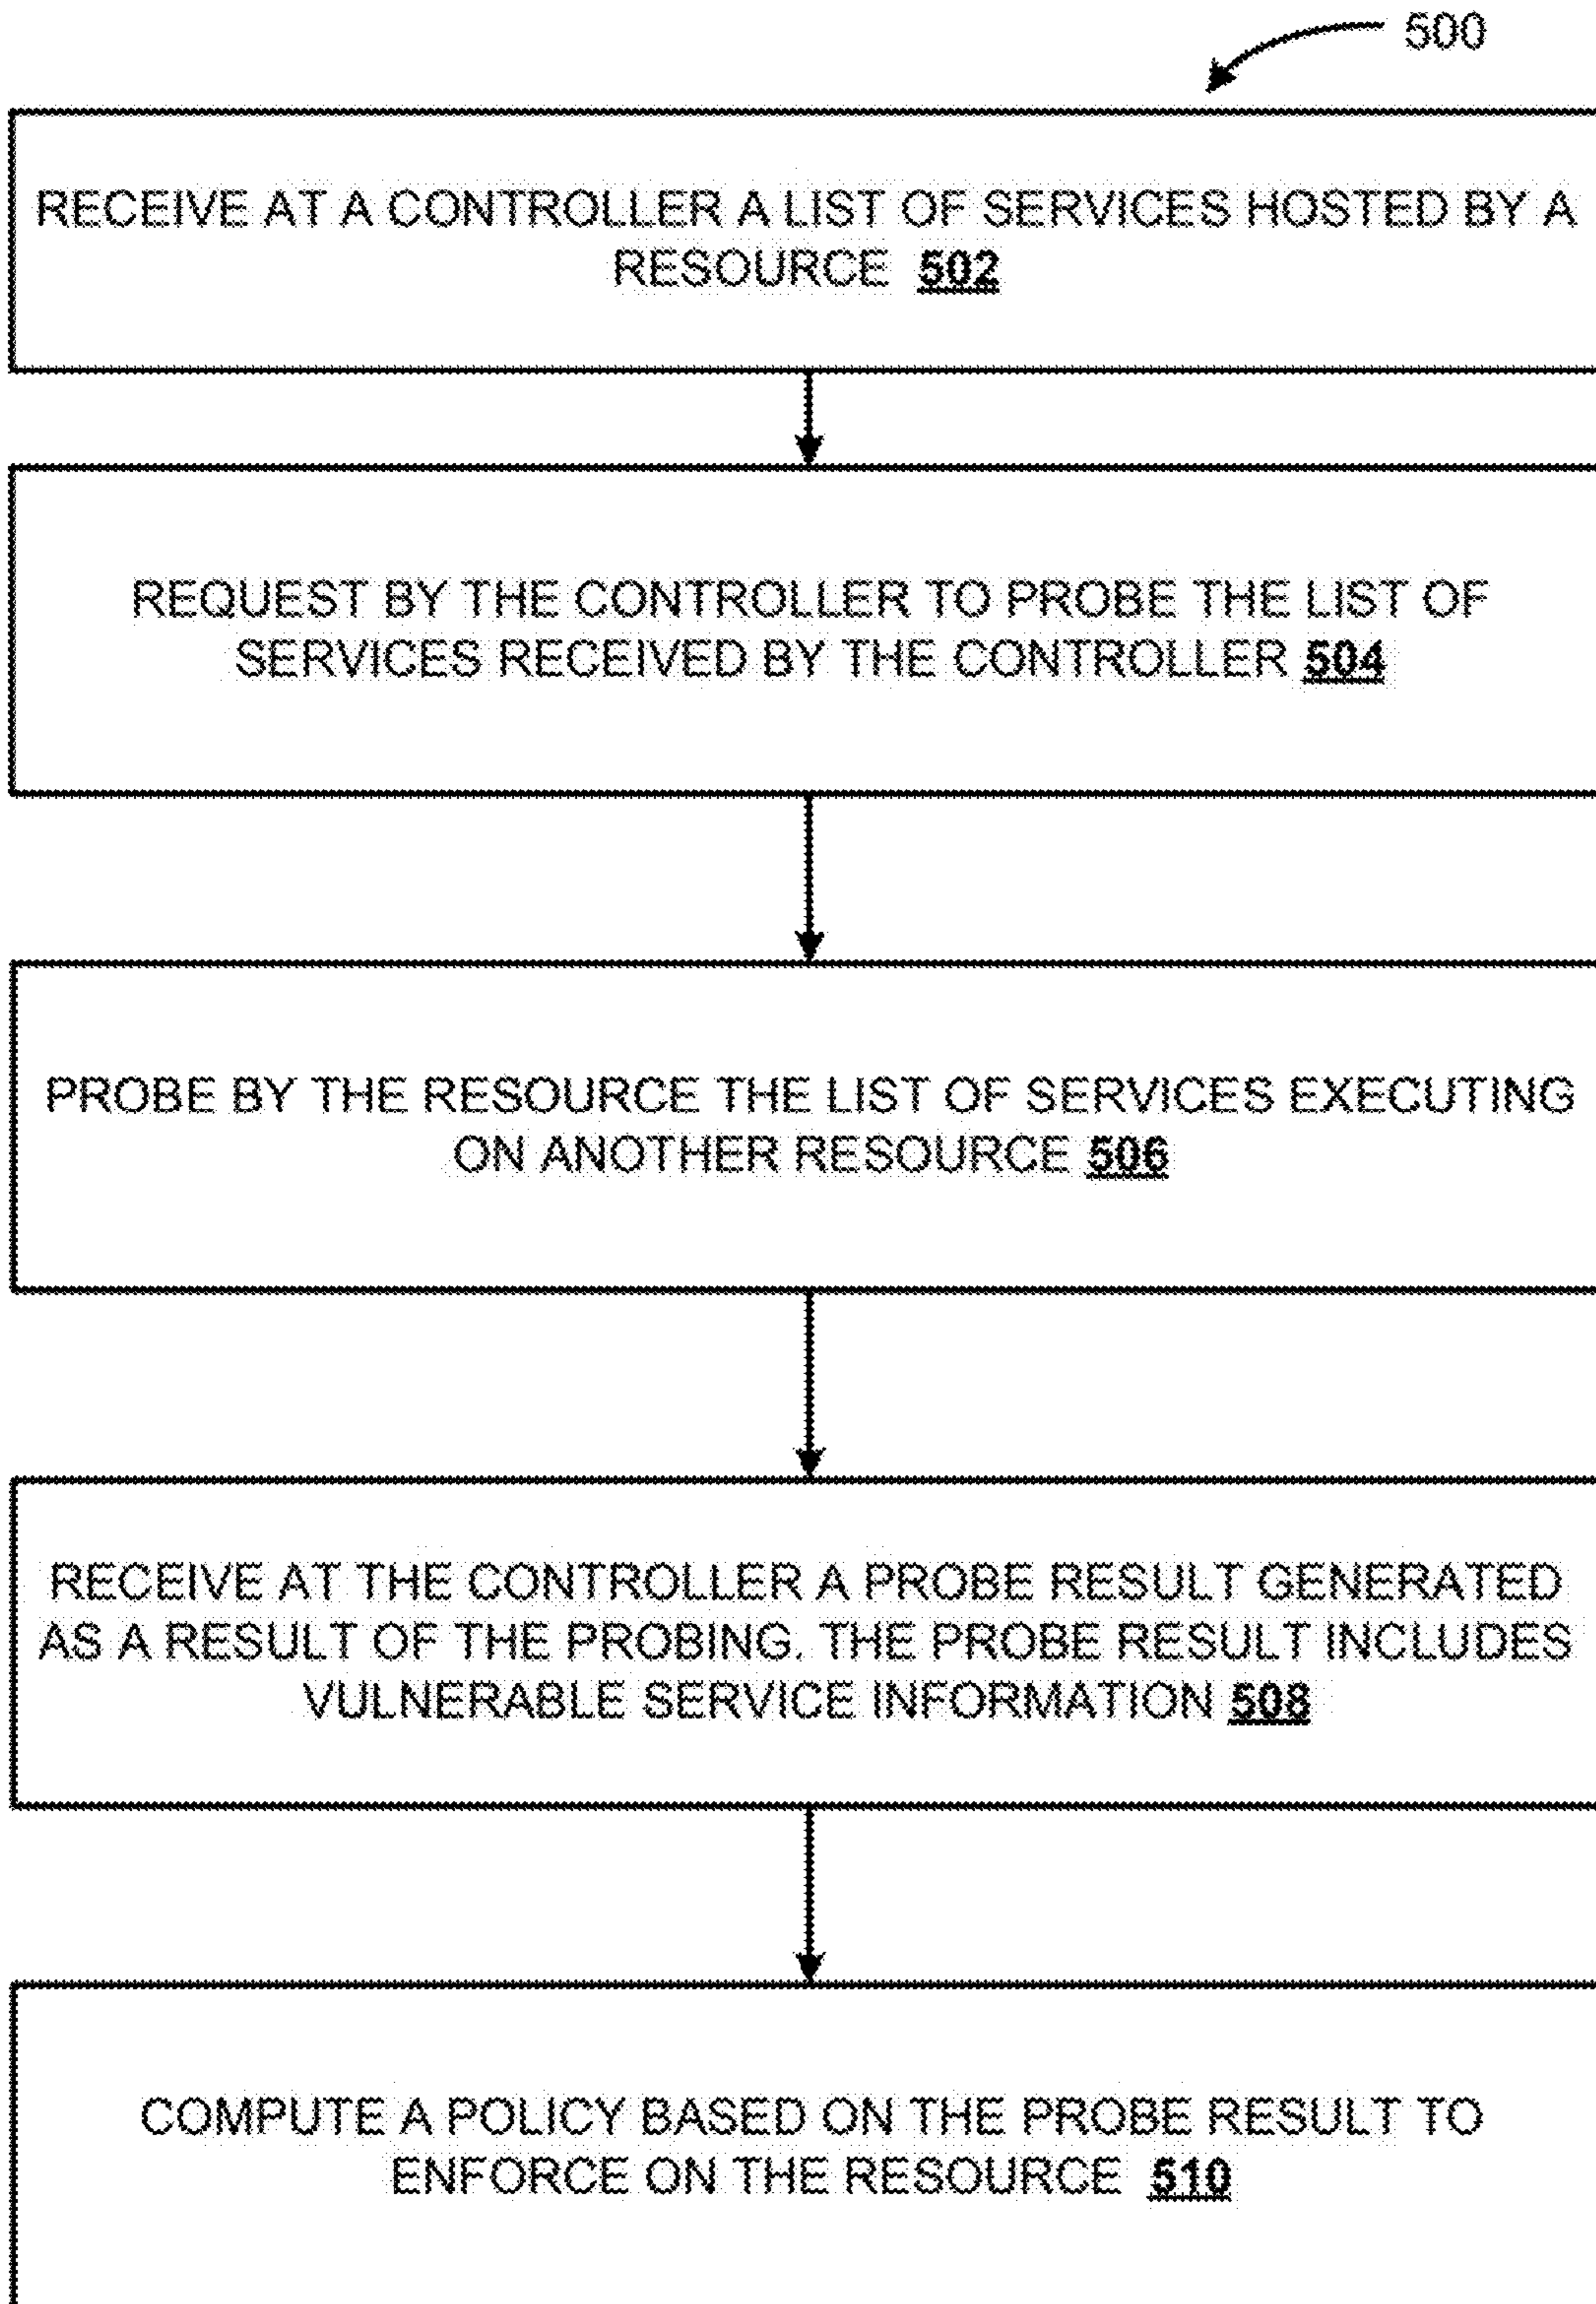 500
RECEIVE AT A CONTROLLER A LIST OF SERVICES HOSTED BY A
RESOURCE 502
REQUEST BY THE CONTROLLER TO PROBE THE LIST OF
SERVICES RECEIVED BY THE CONTROLLER 504
PROBE BY THE RESOURCE THE LIST OF SERVICES EXECUTING
ON ANOTHER RESOURCE 506
RECEIVE AT THE CONTROLLER A PROBE RESULT GENERATED
AS A RESULT OF THE PROBING. THE PROBE RESULT INCLUDES
VULNERABLE SERVICE INFORMATION 508
COMPUTE A POLICY BASED ON THE PROBE RESULT TO
ENFORCE ON THE RESOURCE 510